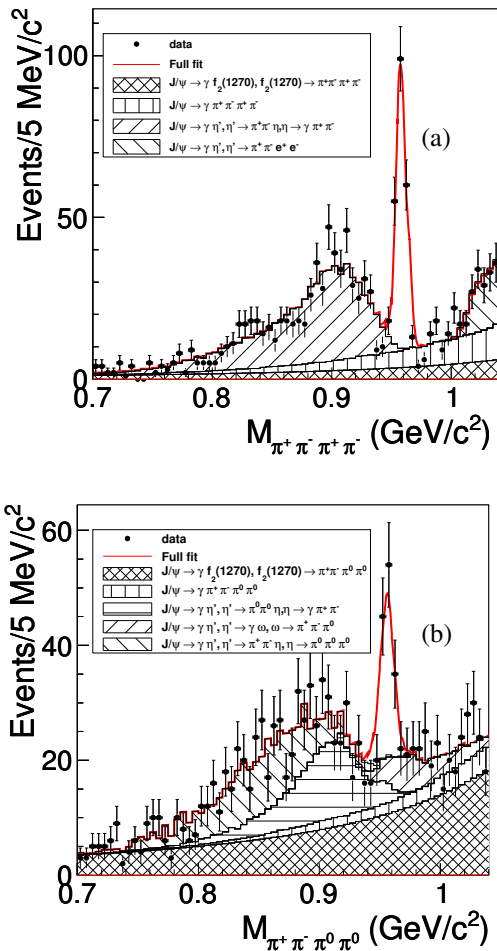 100
50
0
Events/5 MeV/c²
data
Full fit
J/ψ→γ f₂(1270), f₂(1270)→π⁺π⁻π⁺π⁻
J/ψ→γ π⁺π⁻π⁺π⁻
J/ψ→γ η', η'→π⁺π⁻η,η→γ π⁺π⁻
J/ψ→γ η', η'→π⁺π⁻e⁺e⁻
(a)
0.7 0.8 0.9 1
M π⁺π⁻π⁺π⁻ (GeV/c²)
60
40
20
0
Events/5 MeV/c²
data
Full fit
J/ψ→γ f₂(1270), f₂(1270)→π⁺π⁻π⁰π⁰
J/ψ→γ π⁺π⁻π⁰π⁰
J/ψ→γ η', η'→π⁰π⁰η,η→γ π⁺π⁻
J/ψ→γ η', η'→γ ω, ω→π⁺π⁻π⁰
J/ψ→γ η', η'→π⁺π⁻η, η→π⁰π⁰π⁰
(b)
0.7 0.8 0.9 1
M π⁺π⁻π⁰π⁰ (GeV/c²)